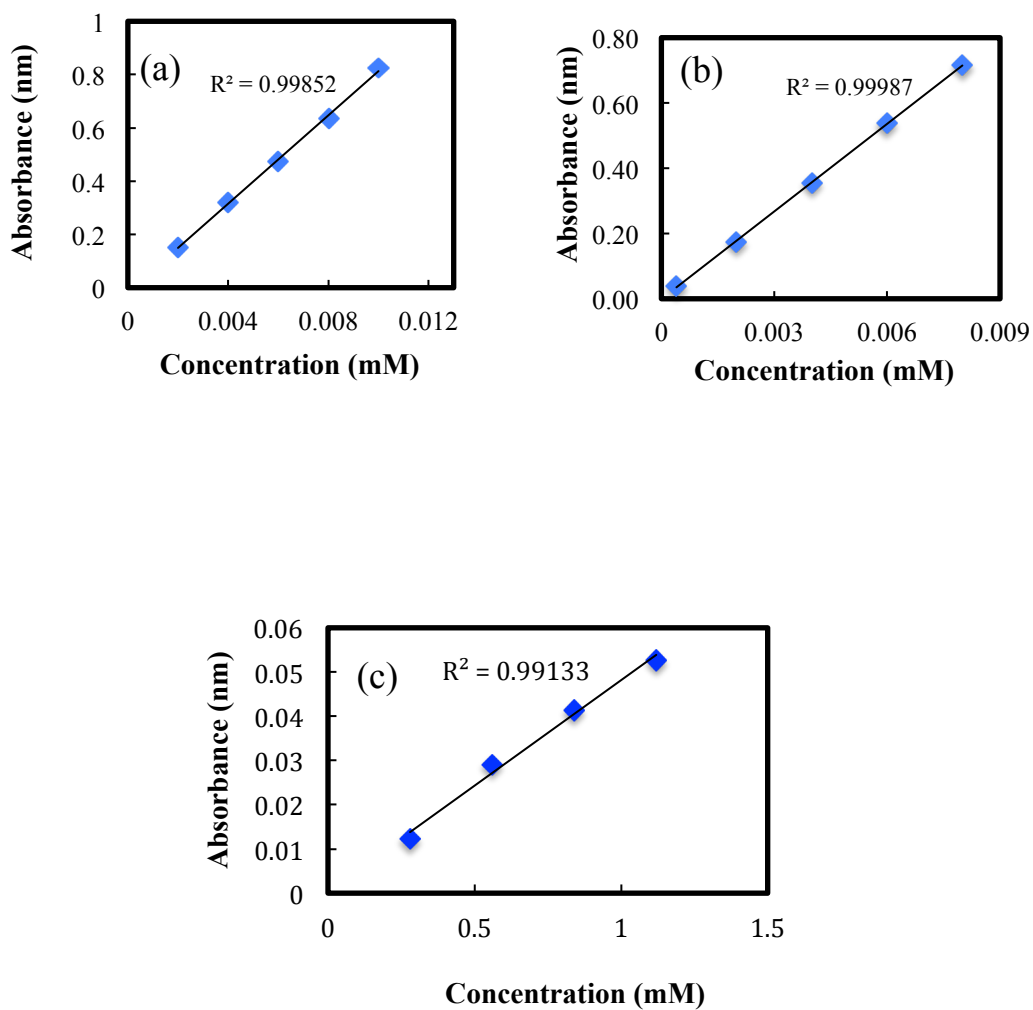 1
0.8
0.6
0.4
0.2
0
Absorbance (nm)
(a)
R² = 0.99852
0 0.004 0.008 0.012
Concentration (mM)
0.80
0.60
0.40
0.20
0.00
Absorbance (nm)
(b)
R² = 0.99987
0 0.003 0.006 0.009
Concentration (mM)
0.06
0.05
0.04
0.03
0.02
0.01
0
Absorbance (nm)
(c)
R² = 0.99133
0 0.5 1 1.5
Concentration (mM)